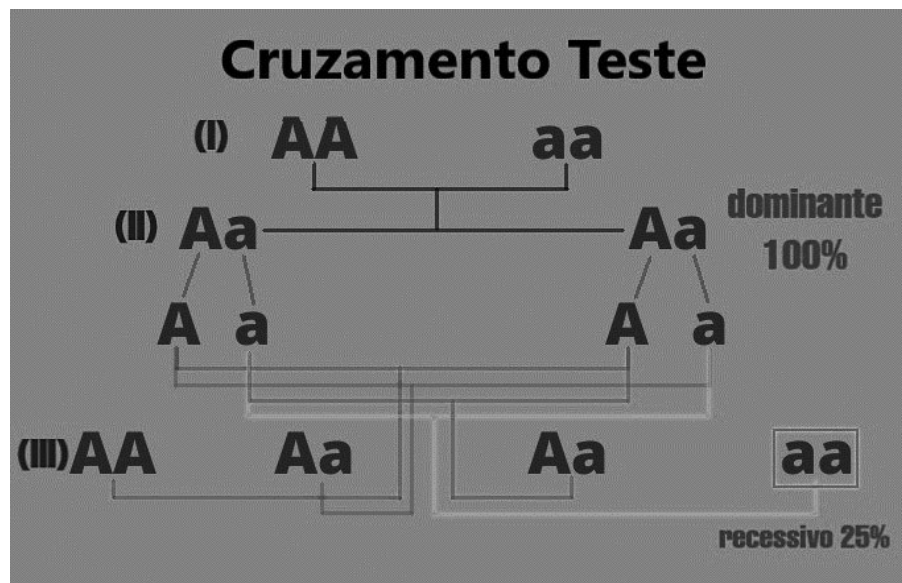 Cruzamento Teste
(I) AA aa
(II) Aa Aa
dominante
100%
A a A a
(III) AA Aa Aa aa
recessivo 25%